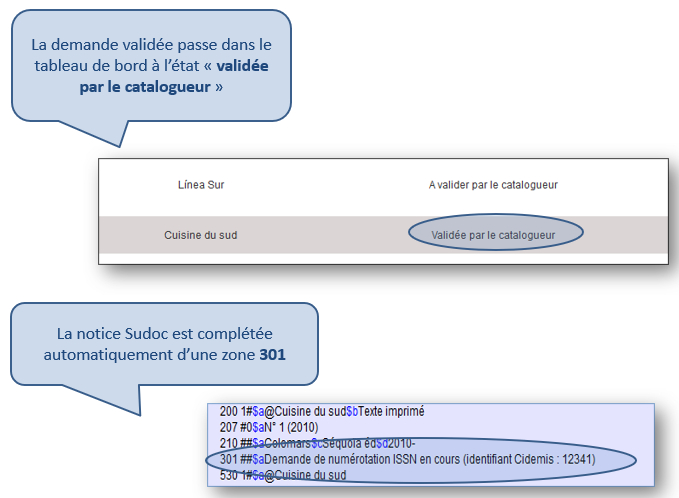 La demande validée passe dans le
tableau de bord à l’état « validée
par le catalogueur »
Línea Sur A valider par le catalogueur
Cuisine du sud Validée par le catalogueur
La notice Sudoc est complétée
automatiquement d’une zone 301
200 1#$a@Cuisine du sud$bTexte imprimé
207 #0$aN° 1 (2010)
210 ##$aColomars$cSéquoia éd$d2010-
301 ##$aDemande de numérotation ISSN en cours (identifiant Cidemis : 12341)
530 1#$a@Cuisine du sud